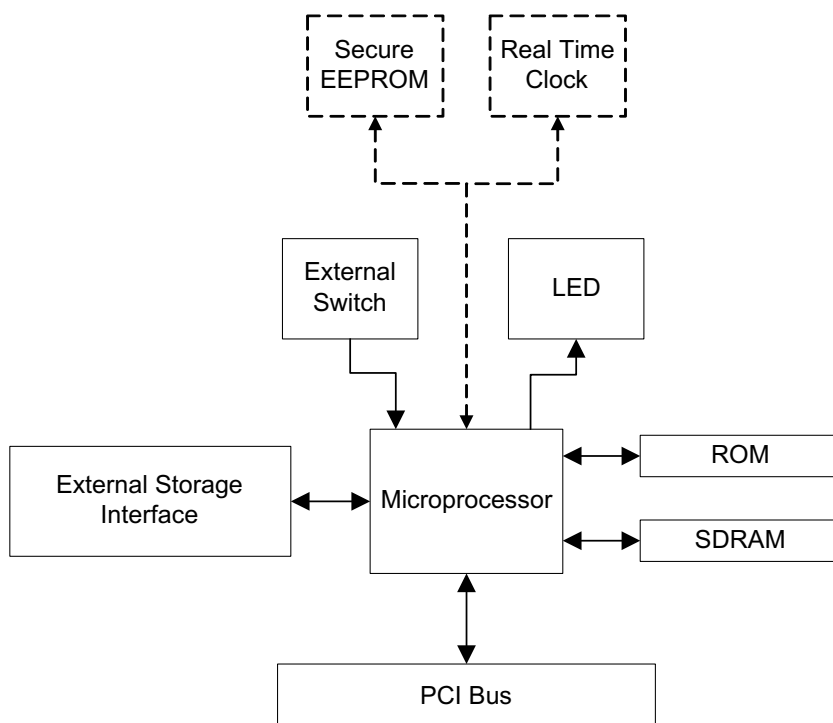 Secure
EEPROM
Real Time
Clock
External
Switch
LED
External Storage
Interface
Microprocessor
ROM
SDRAM
PCI Bus